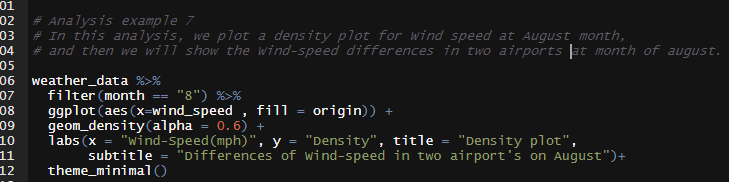 01
02 # Analysis example 7
03 # In this analysis, we plot a density plot for Wind speed at August month,
04 # and then we will show the Wind-speed differences in two airports at month of august.
05
06 weather_data %>%
07 filter(month == "8") %>%
08 ggplot(aes(x=wind_speed , fill = origin)) +
09 geom_density(alpha = 0.6) +
10 labs(x = "Wind-Speed(mph)", y = "Density", title = "Density plot",
11 subtitle = "Differences of Wind-speed in two airport's on August")+
12 theme_minimal()